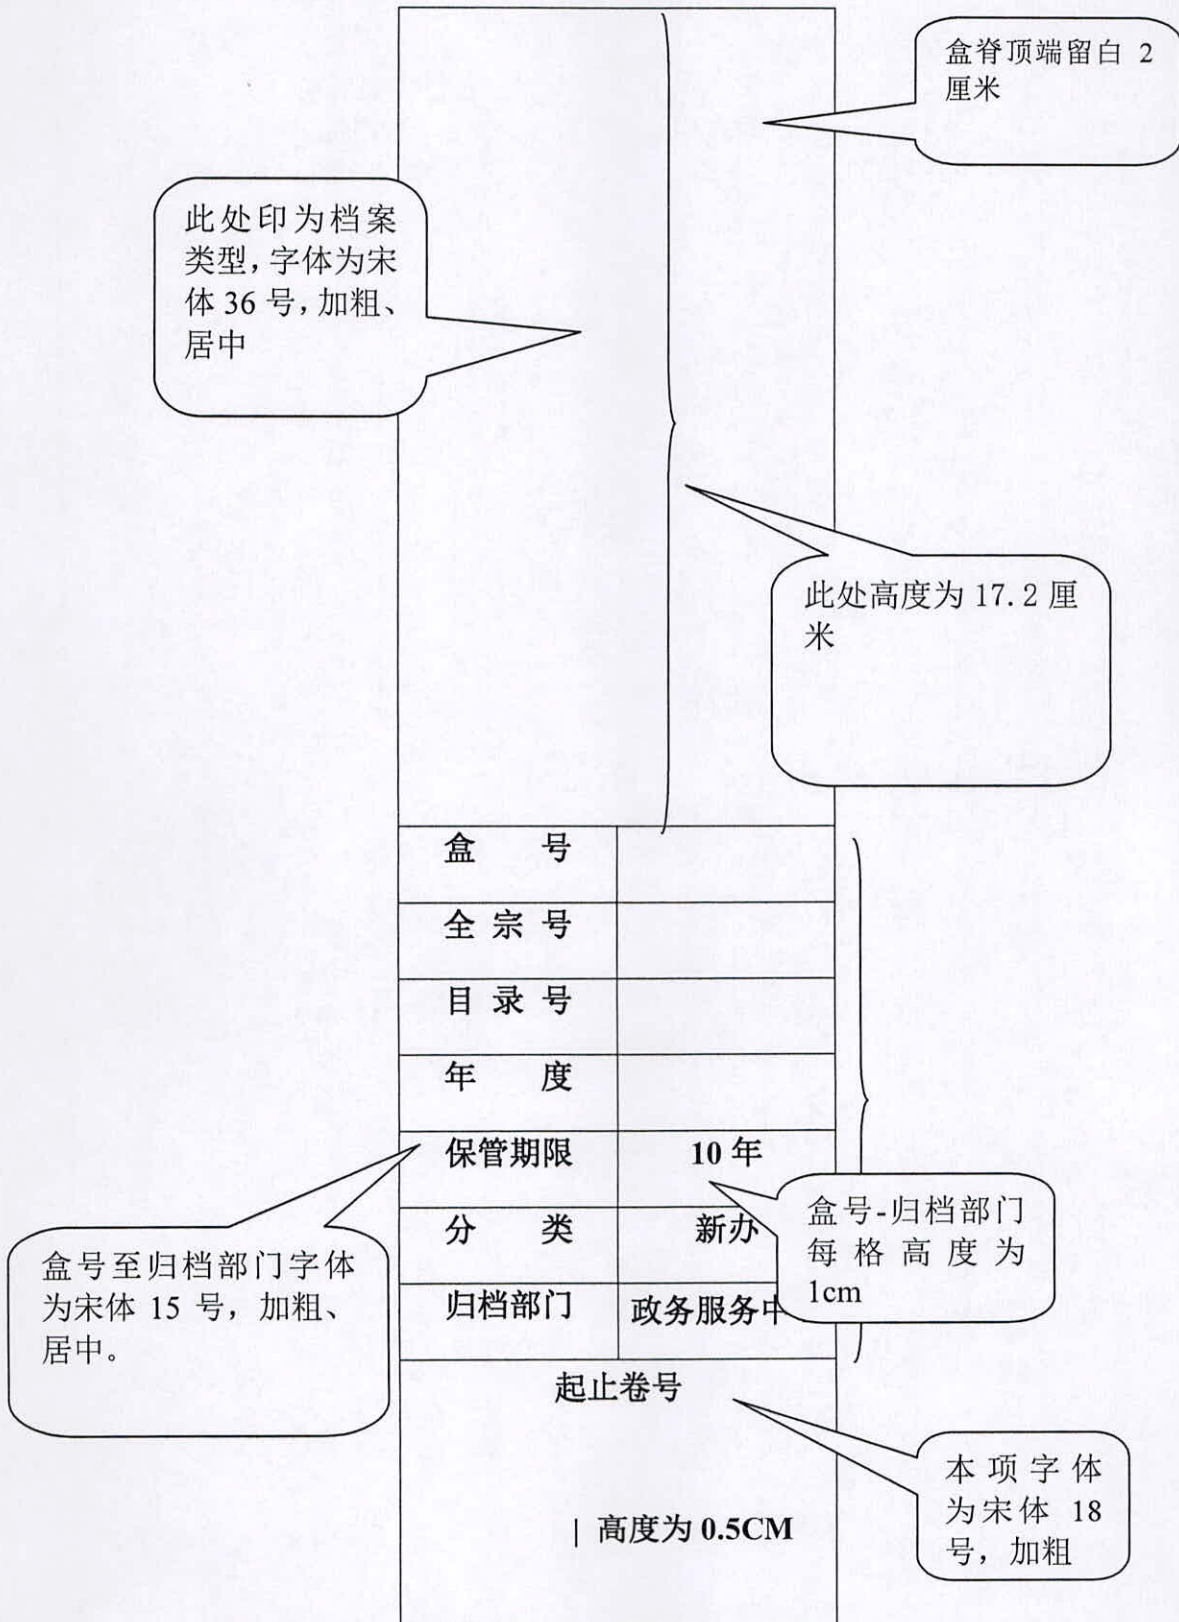 盒脊顶端留白 2
厘米
此处印为档案
类型，字体为宋
体 36 号，加粗、
居中
此处高度为 17.2 厘
米
盒 号
全 宗 号
目 录 号
年 度
保管期限 10 年
分 类 新办
归档部门 政务服务中
盒号-归档部门
每格高度为
1cm
盒号至归档部门字体
为宋体 15 号，加粗、
居中。
起止卷号
本项字体
为宋体 18
号，加粗
| 高度为 0.5CM